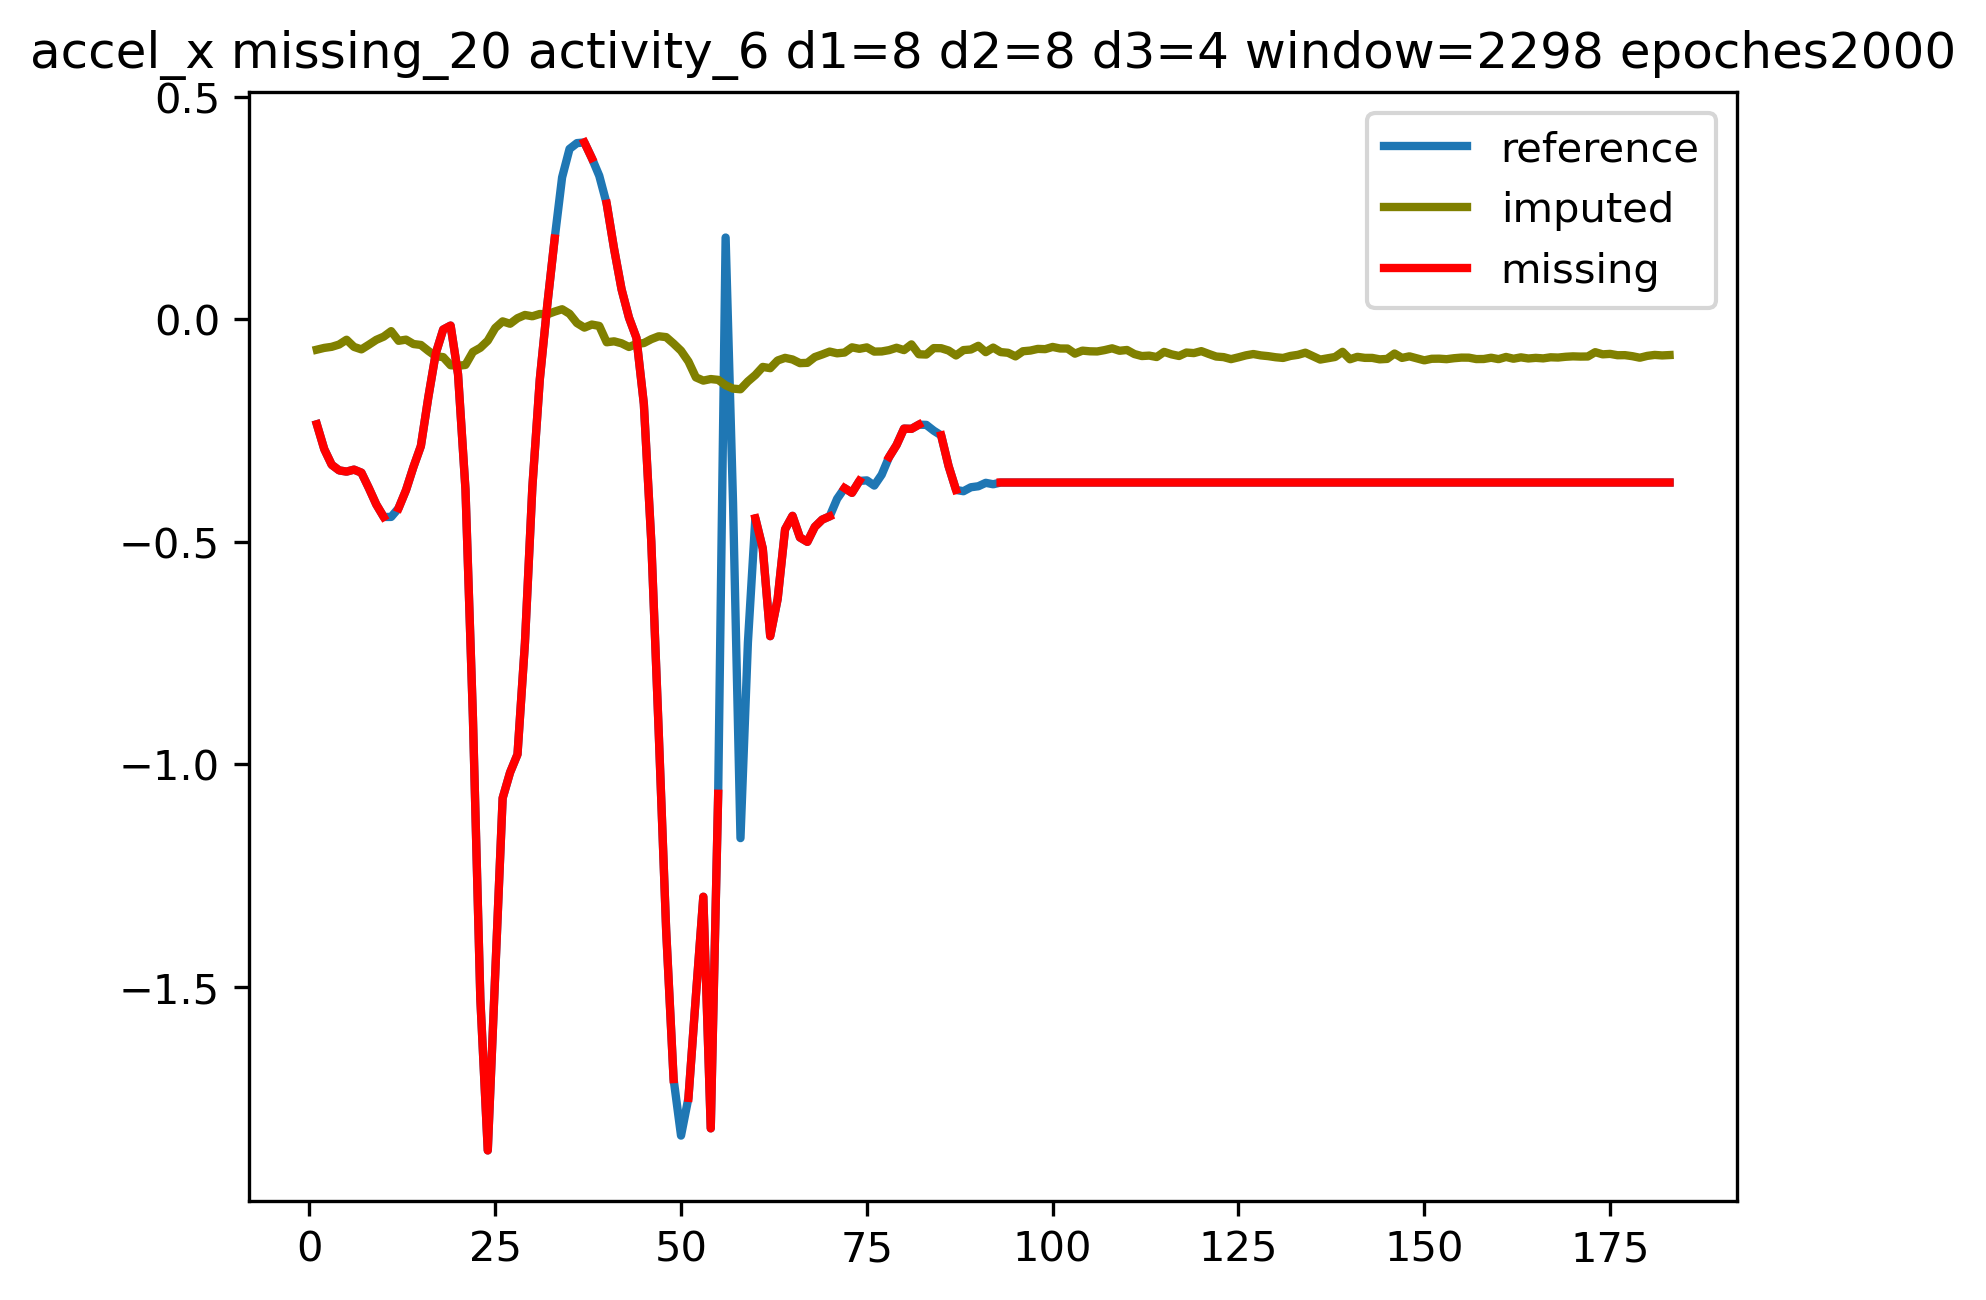 accel_x missing_20 activity_6 d1=8 d2=8 d3=4 window=2298 epoches2000
reference
imputed
missing
0.5
0.0
−0.5
−1.0
−1.5
0 25 50 75 100 125 150 175